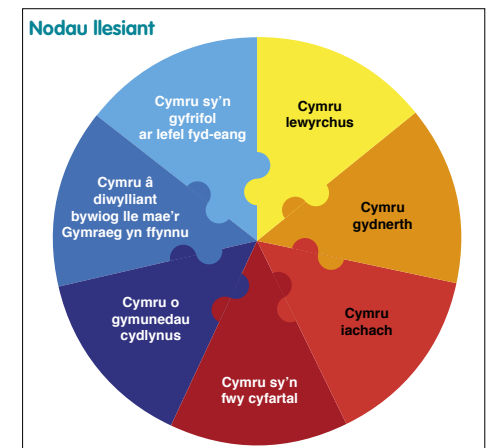 Nodau llesiant
Cymru sy'n
gyfrifol
ar lefel fyd-eang
Cymru
lewyrchus
Cymru
gydnerth
Cymru
iachach
Cymru sy'n
fwy cyfartal
Cymru o
gymunedau
cydlynus
Cymru â
diwylliant
bywiog lle mae'r
Gymraeg yn ffynnu